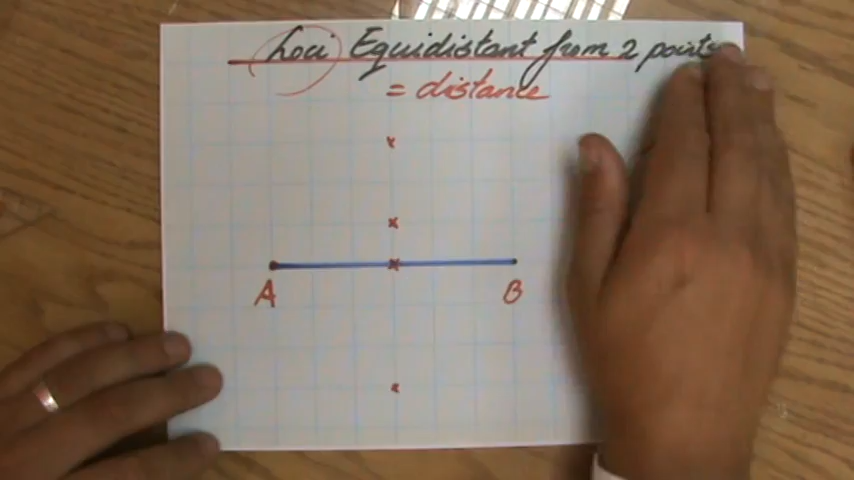 Loci Equidistant from 2 points
= distance
A B